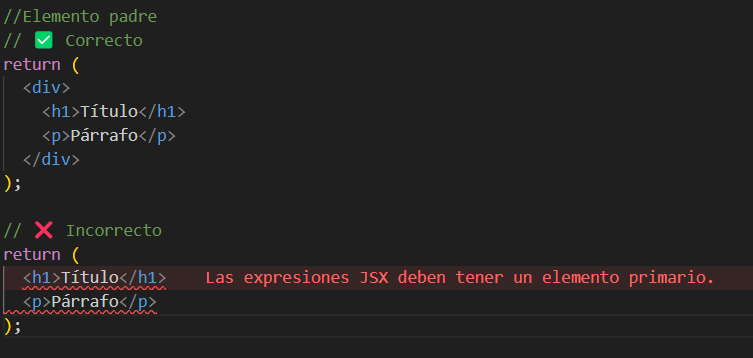 //Elemento padre
// ✅ Correcto
return (
  <div>
    <h1>Título</h1>
    <p>Párrafo</p>
  </div>
);

// ❌ Incorrecto
return (
  <h1>Título</h1>    Las expresiones JSX deben tener un elemento primario.
  <p>Párrafo</p>
);